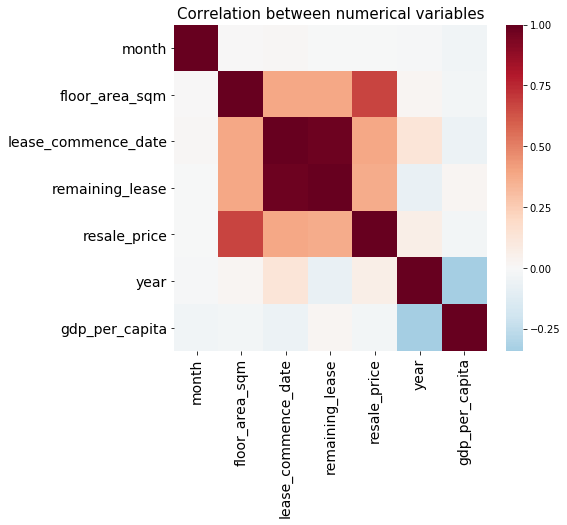 Correlation between numerical variables
month
floor_area_sqm
lease_commence_date
remaining_lease
resale_price
year
gdp_per_capita
month
floor_area_sqm
lease_commence_date
remaining_lease
resale_price
year
gdp_per_capita
1.00
0.75
0.50
0.25
0.00
−0.25